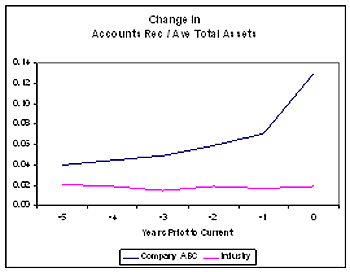 Change In
Accounts Rec / Ave Total Assets
0.14
0.12
0.10
0.08
0.06
0.04
0.02
0.00
-5 -4 -3 -2 -1 0
Years Prior to Current
Company ABC Industry